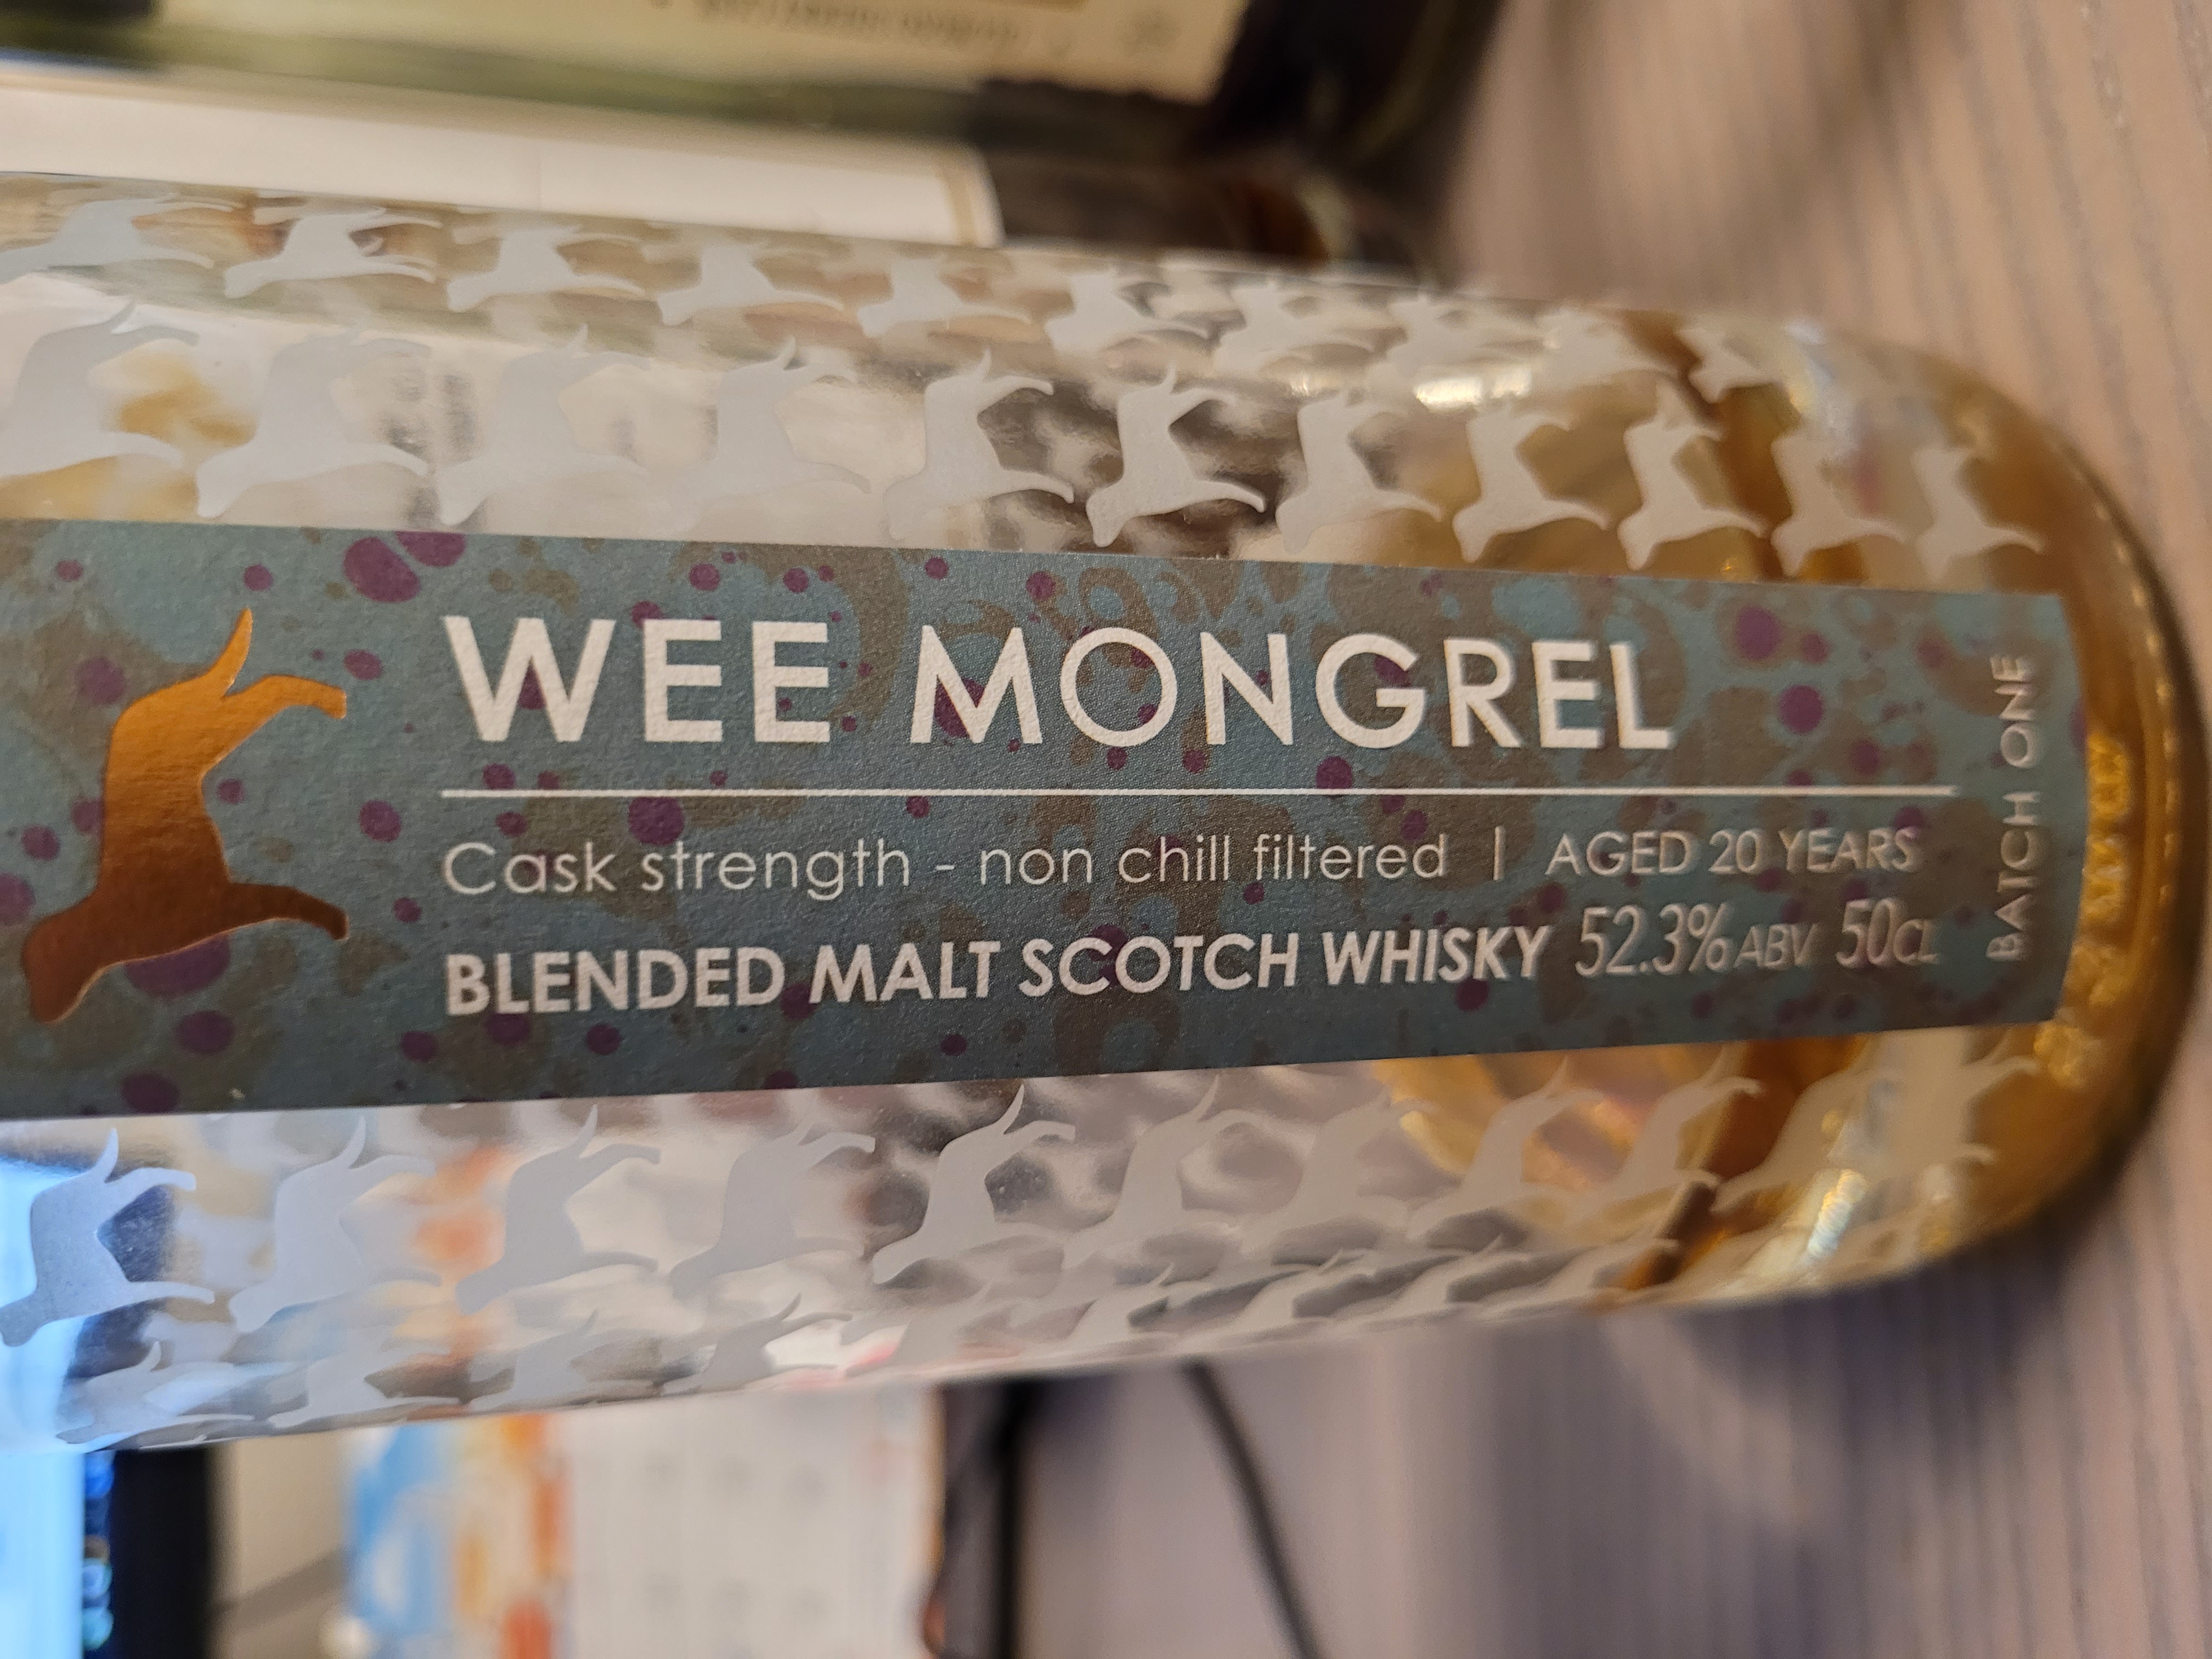 WEE MONGREL
Cask strength - non chill filtered | AGED 20 YEARS
BLENDED MALT SCOTCH WHISKY 52.3% ABV 50CL
BATCH ONE